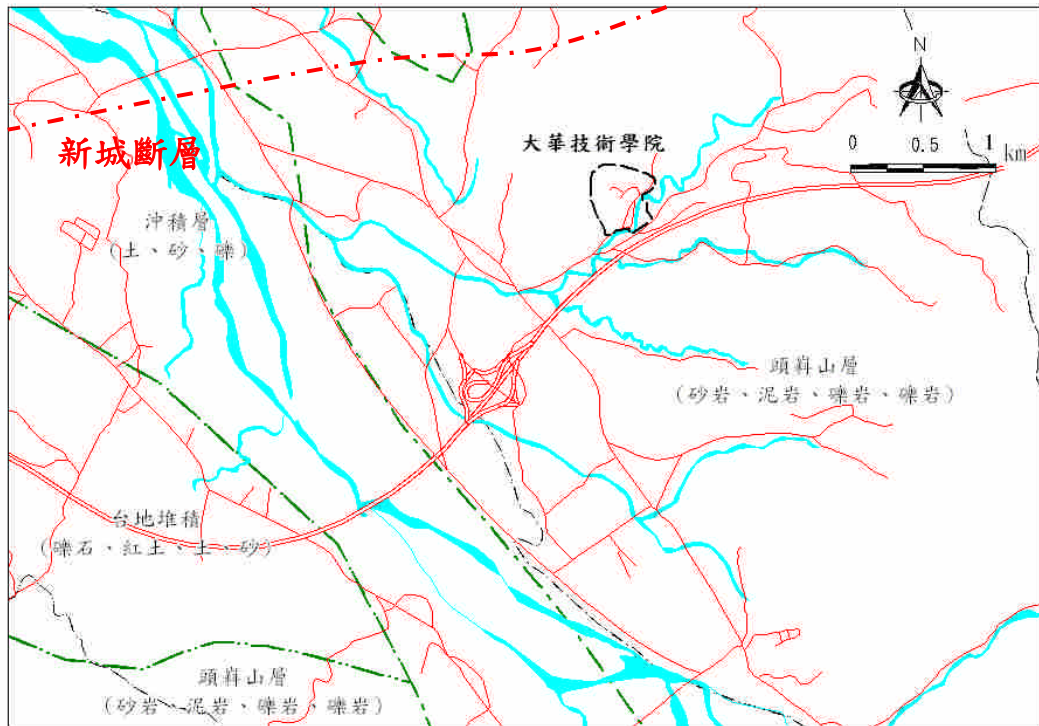 N
大華技術學院
0 0.5 1 km
新城斷層
沖積層
(土、砂、礫)
頭嵙山層
(砂岩、泥岩、礫岩、礫岩)
台地堆積
(礫石、紅土、土、砂)
頭嵙山層
(砂岩、泥岩、礫岩、礫岩)